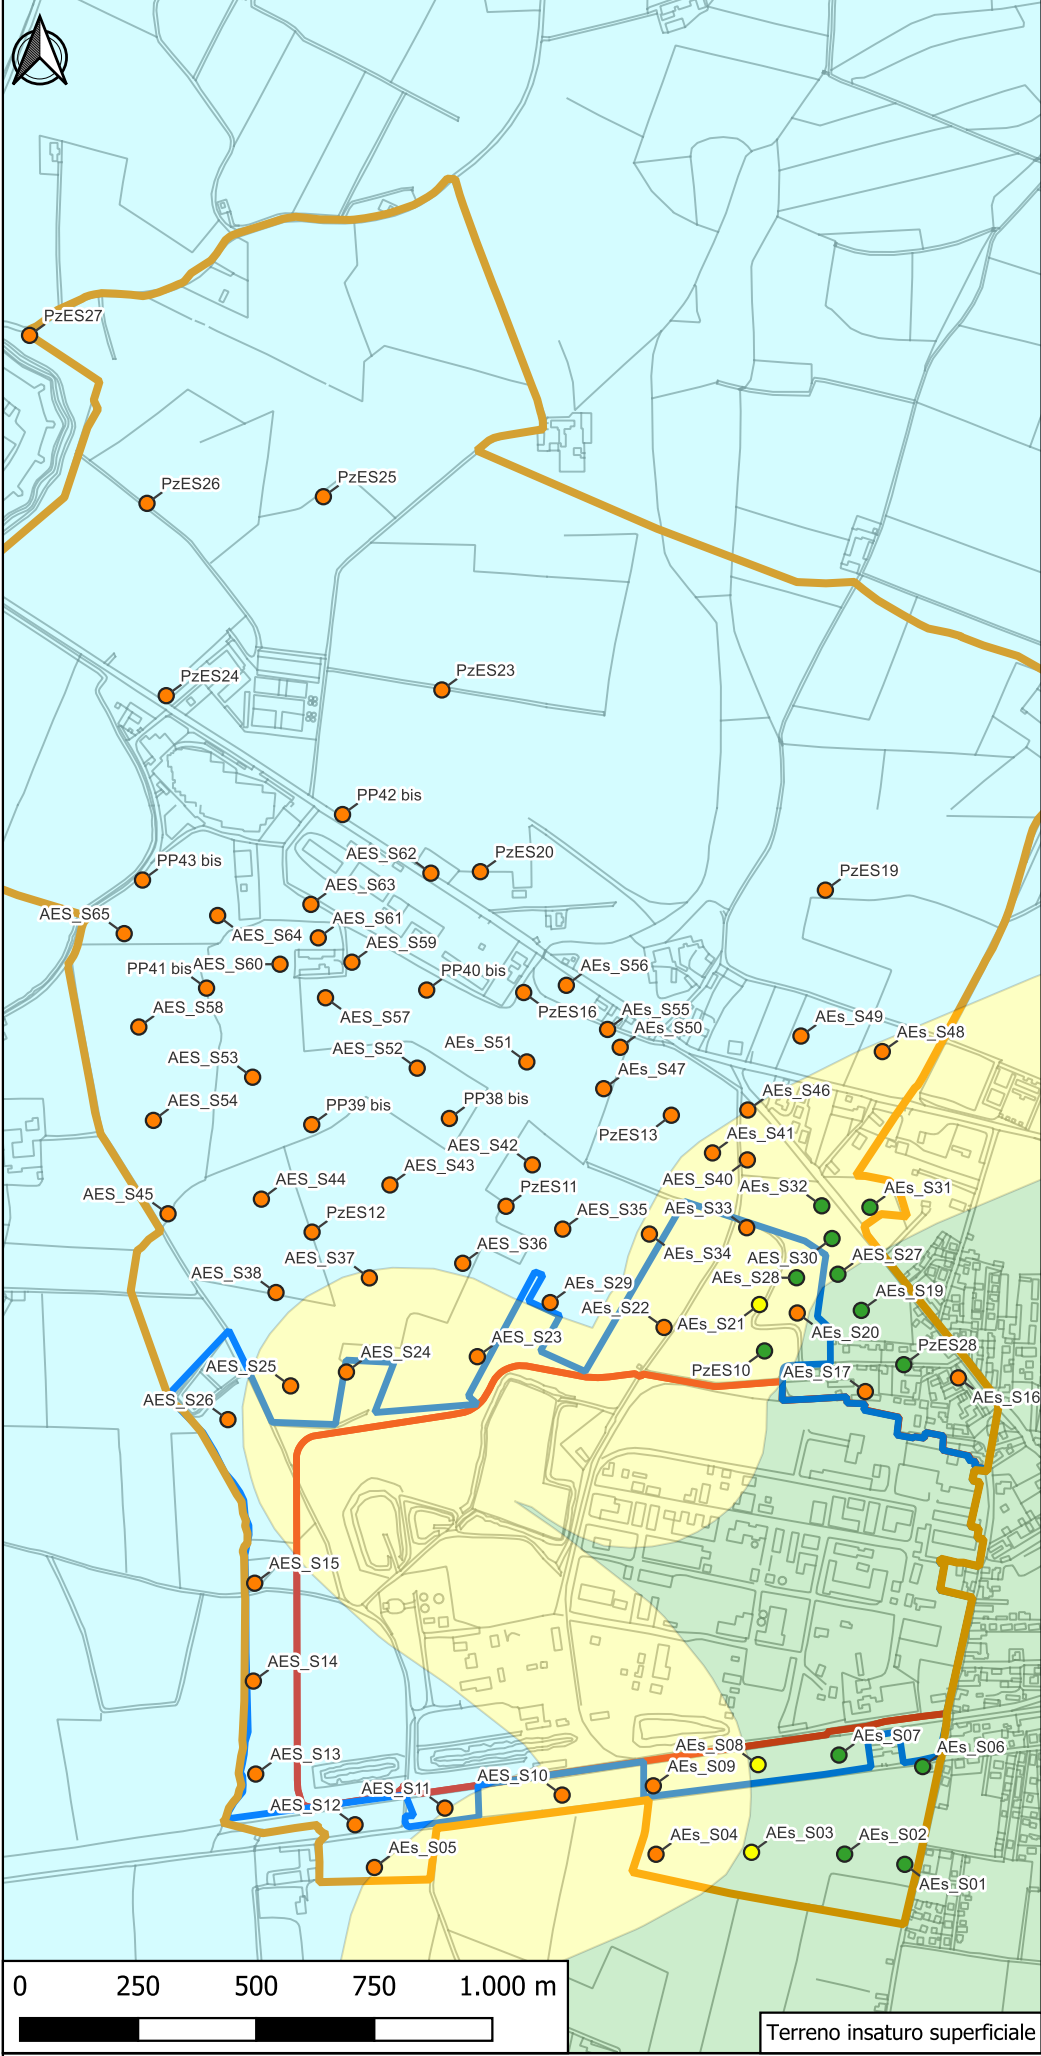 PzES27
PzES25
PzES26
PzES23
PzES24
PP42 bis
AES_S62
PzES20
PP43 bis
PzES19
AES_S63
AES_S65
AES_S61
AES_S64
AES_S59
PP41 bis
AES_S60
PP40 bis
AEs_S56
AES_S58
AES_S57
PzES16
AEs_S55
AEs_S49
AEs_S50
AEs_S48
AES_S53
AES_S52
AEs_S51
AEs_S47
AES_S54
PP39 bis
PP38 bis
AEs_S46
PzES13
AEs_S41
AES_S42
AES_S43
AES_S40
AES_S44
PzES11
AEs_S32
AEs_S31
AES_S45
PzES12
AES_S35
AEs_S33
AES_S36
AEs_S34
AES_S30
AES_S27
AES_S37
AEs_S28
AES_S38
AES_S29
AEs_S22
AEs_S21
AEs_S19
AEs_S20
AES_S23
AES_S24
PzES10
PzES28
AES_S25
AEs_S17
AES_S26
AEs_S16
AES_S15
AES_S14
AES_S13
AEs_S08
AEs_S07
AEs_S06
AES_S11
AEs_S10
AEs_S09
AES_S12
AEs_S05
AEs_S04
AEs_S03
AEs_S02
AEs_S01
0 250 500 750 1.000 m
Terreno insaturo superficiale